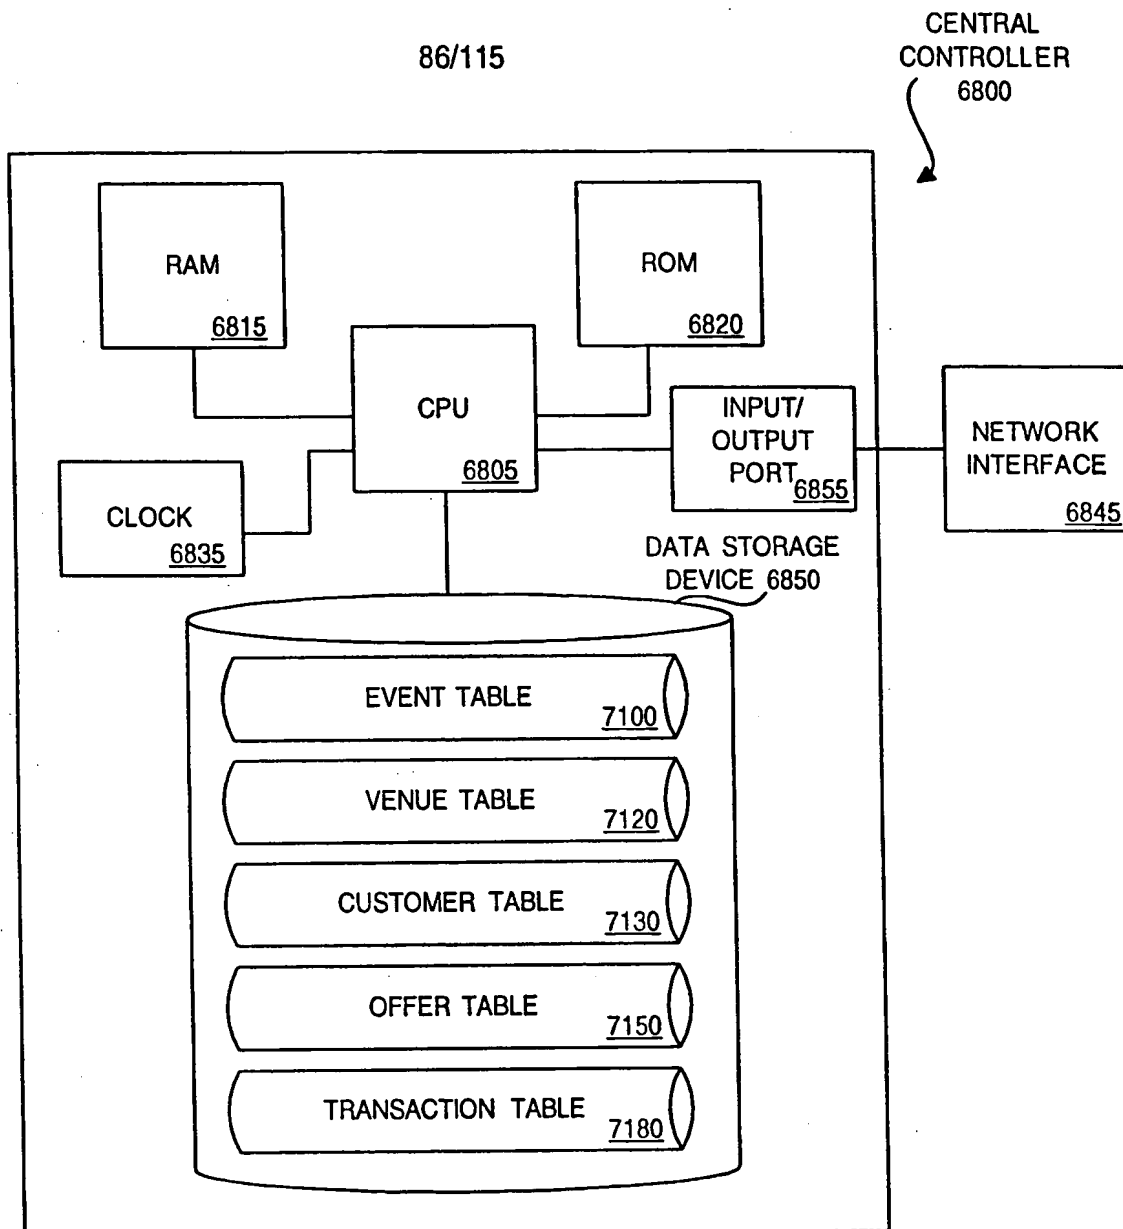 86/115
CENTRAL
CONTROLLER
6800
RAM
6815
ROM
6820
CPU
6805
INPUT/
OUTPUT
PORT
6855
NETWORK
INTERFACE
6845
CLOCK
6835
DATA STORAGE
DEVICE 6850
EVENT TABLE
7100
VENUE TABLE
7120
CUSTOMER TABLE
7130
OFFER TABLE
7150
TRANSACTION TABLE
7180